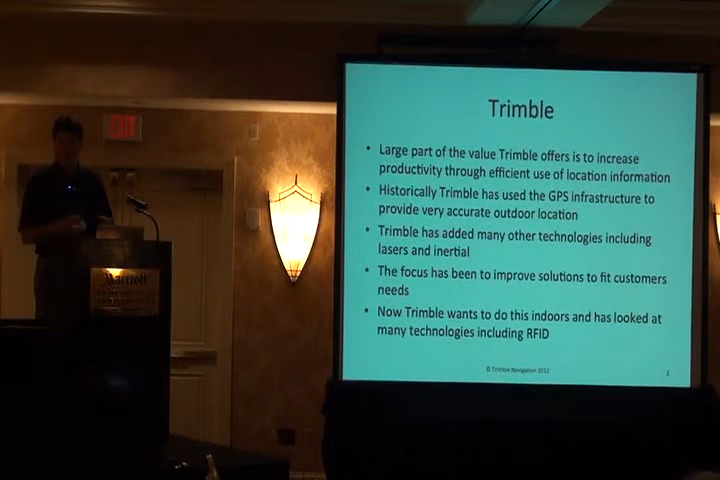 EXIT
Trimble
• Large part of the value Trimble offers is to increase
productivity through efficient use of location information
• Historically Trimble has used the GPS infrastructure to
provide very accurate outdoor location
• Trimble has added many other technologies including
lasers and inertial
• The focus has been to improve solutions to fit customers
needs
• Now Trimble wants to do this indoors and has looked at
many technologies including RFID
Marriott